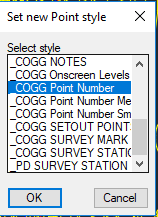 Set new Point style
Select style
_COGG NOTES
_COGG Onscreen Levels
_COGG Point Number
_COGG Point Number Me
_COGG Point Number Sm
_COGG SETOUT POINT
_COGG SURVEY MARK
_COGG SURVEY STATIO
_PD SURVEY STATION
OK
Cancel